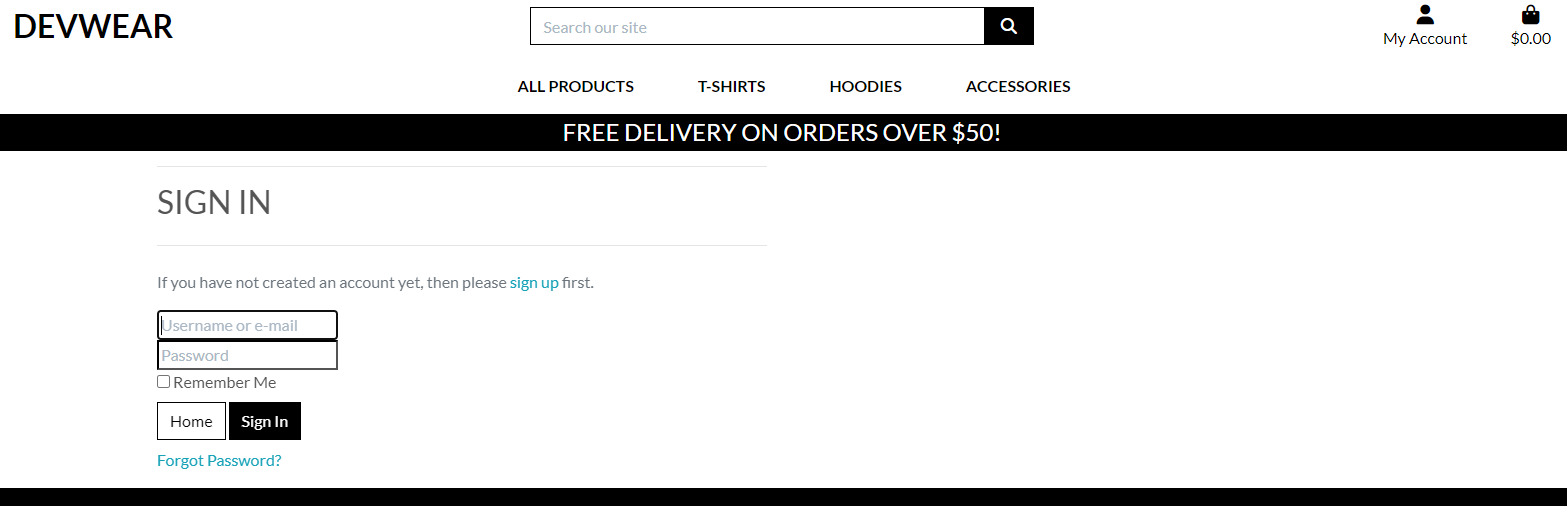 DEVWEAR
Search our site
My Account
$0.00
ALL PRODUCTS
T-SHIRTS
HOODIES
ACCESSORIES
FREE DELIVERY ON ORDERS OVER $50!
SIGN IN
If you have not created an account yet, then please sign up first.
Username or e-mail
Password
Remember Me
Home Sign In
Forgot Password?